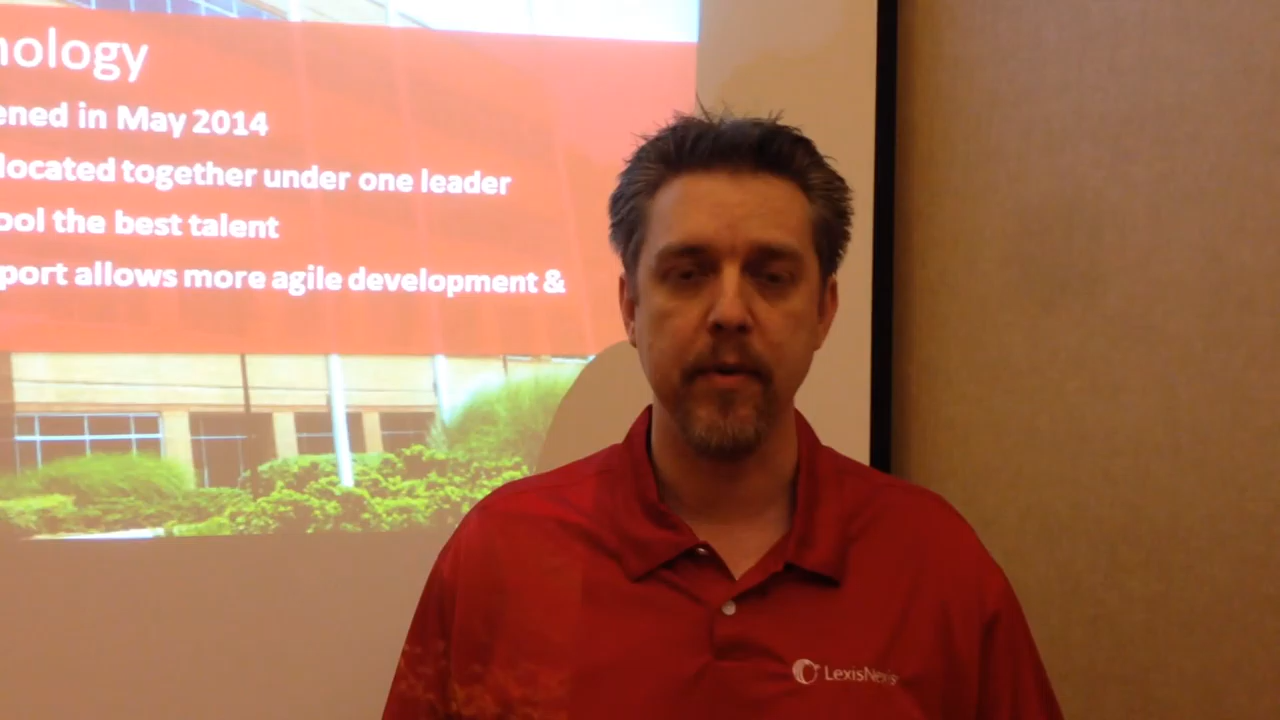 nology
ened in May 2014
located together under one leader
ool the best talent
port allows more agile development &
LexisNexis